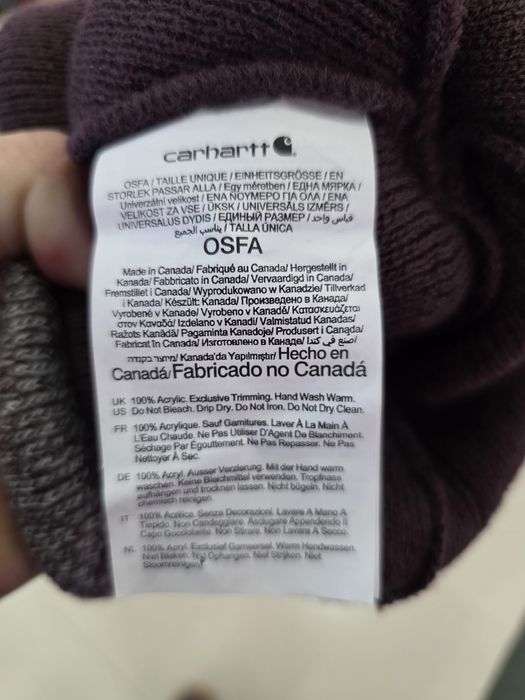 carhartt
OSFA / TAILLE UNIQUE / EINHEITSGRÖSSE / EN
STORLEK PASSAR ALLA / Egy méretben / ЕДНА МЯРКА /
Univerzální velikost / ΕΝΑ ΝΟΥΜΕΡΟ ΓΙΑ ΟΛΑ / ENA
VELIKOST ZA VSE / ÜKSK / UNIVERSĀLS IZMĒRS /
UNIVERSALUS DYDIS / ЕДИНЫЙ РАЗМЕР / قياس واحد
يناسب الجميع / TALLA ÚNICA
OSFA
Made in Canada/ Fabriqué au Canada/ Hergestellt in
Kanada/ Fabbricato in Canada/ Vervaardigd in Canada/
Fremstillet i Canada/ Wyprodukowano w Kanadzie/ Tillverkad
i Kanada/ Készült: Kanada/ Произведено в Канада/
Vyrobené v Kanade/ Vyrobeno v Kanadě/ Κατασκευάζεται
στον Καναδά/ Izdelano v Kanadi/ Valmistatud Kanadas/
Ražots Kanādā/ Pagaminta Kanadoje/ Produsert i Canada/
Fabricat în Canada/ Изготовлено в Канаде/ صنع في كندا/
מיוצר בקנדה/ Kanada'da Yapılmıştır/ Hecho en
Canadá/ Fabricado no Canadá
UK 100% Acrylic. Exclusive Trimming. Hand Wash Warm.
US Do Not Bleach. Drip Dry. Do Not Iron. Do Not Dry Clean.
FR 100% Acrylique. Sauf Garnitures. Laver À La Main À
L'Eau Chaude. Ne Pas Utiliser D'Agent De Blanchiment.
Séchage Par Égouttement. Ne Pas Repasser. Ne Pas
Nettoyer À Sec.
DE 100% Acryl. Ausser Verzierung. Mit der Hand warm
waschen. Keine Bleichmittel verwenden. Tropfnass
aufhängen und trocknen lassen. Nicht bügeln. Nicht
chemisch reinigen.
IT 100% Acrilico. Senza Decorazioni. Lavare A Mano A
Tiepido. Non Candeggiare. Asciugare Appendendo Il
Capo Gocciolante. Non Stirare. Non Lavare A Secco.
NL 100% Acryl. Exclusief Garneersel. Warm Handwassen.
Niet Bleken. Nat Ophangen. Niet Strijken. Niet
Stoomreinigen.